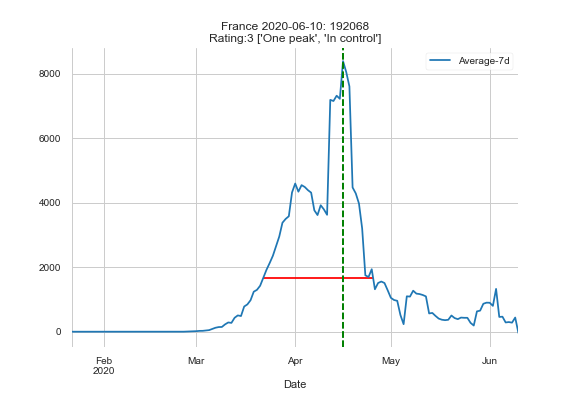 France 2020-06-10: 192068
Rating:3 ['One peak', 'In control']
Average-7d
8000
6000
4000
2000
0
Feb
2020
Mar
Apr
May
Jun
Date